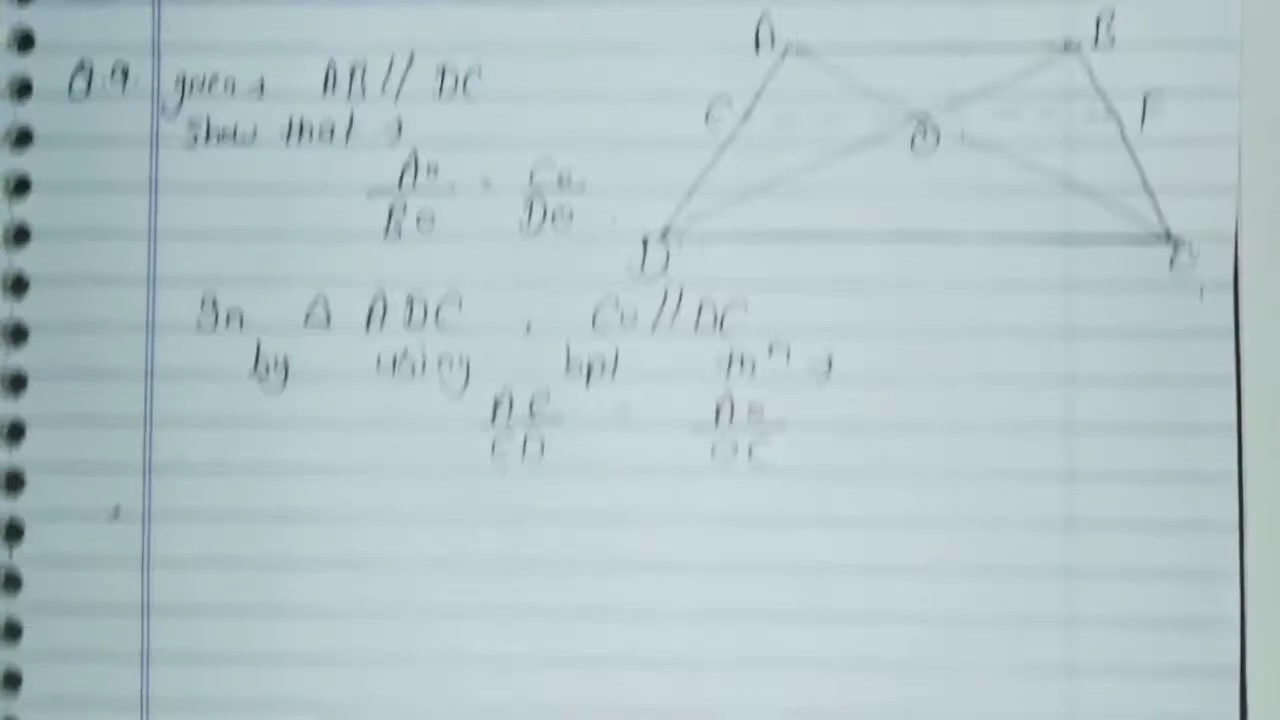 A B
Q.9. given → AB // DC
E F
Show that →
O
AO = CO
BO DO
D C
In Δ ADC , EO // DC
by using bpt thm →
AE = AO
ED OC